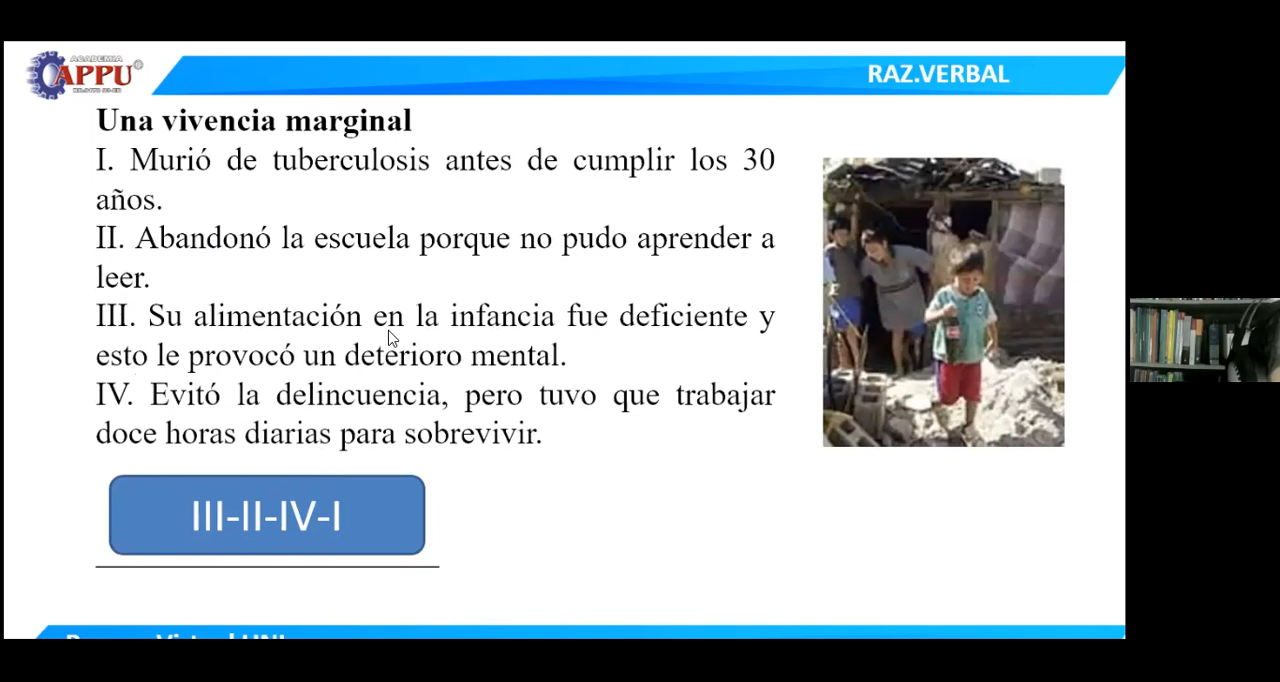 ACADEMIA
APPU
RAZ.VERBAL
Una vivencia marginal
I. Murió de tuberculosis antes de cumplir los 30
años.
II. Abandonó la escuela porque no pudo aprender a
leer.
III. Su alimentación en la infancia fue deficiente y
esto le provocó un deterioro mental.
IV. Evitó la delincuencia, pero tuvo que trabajar
doce horas diarias para sobrevivir.
III-II-IV-I
Virtual UNI